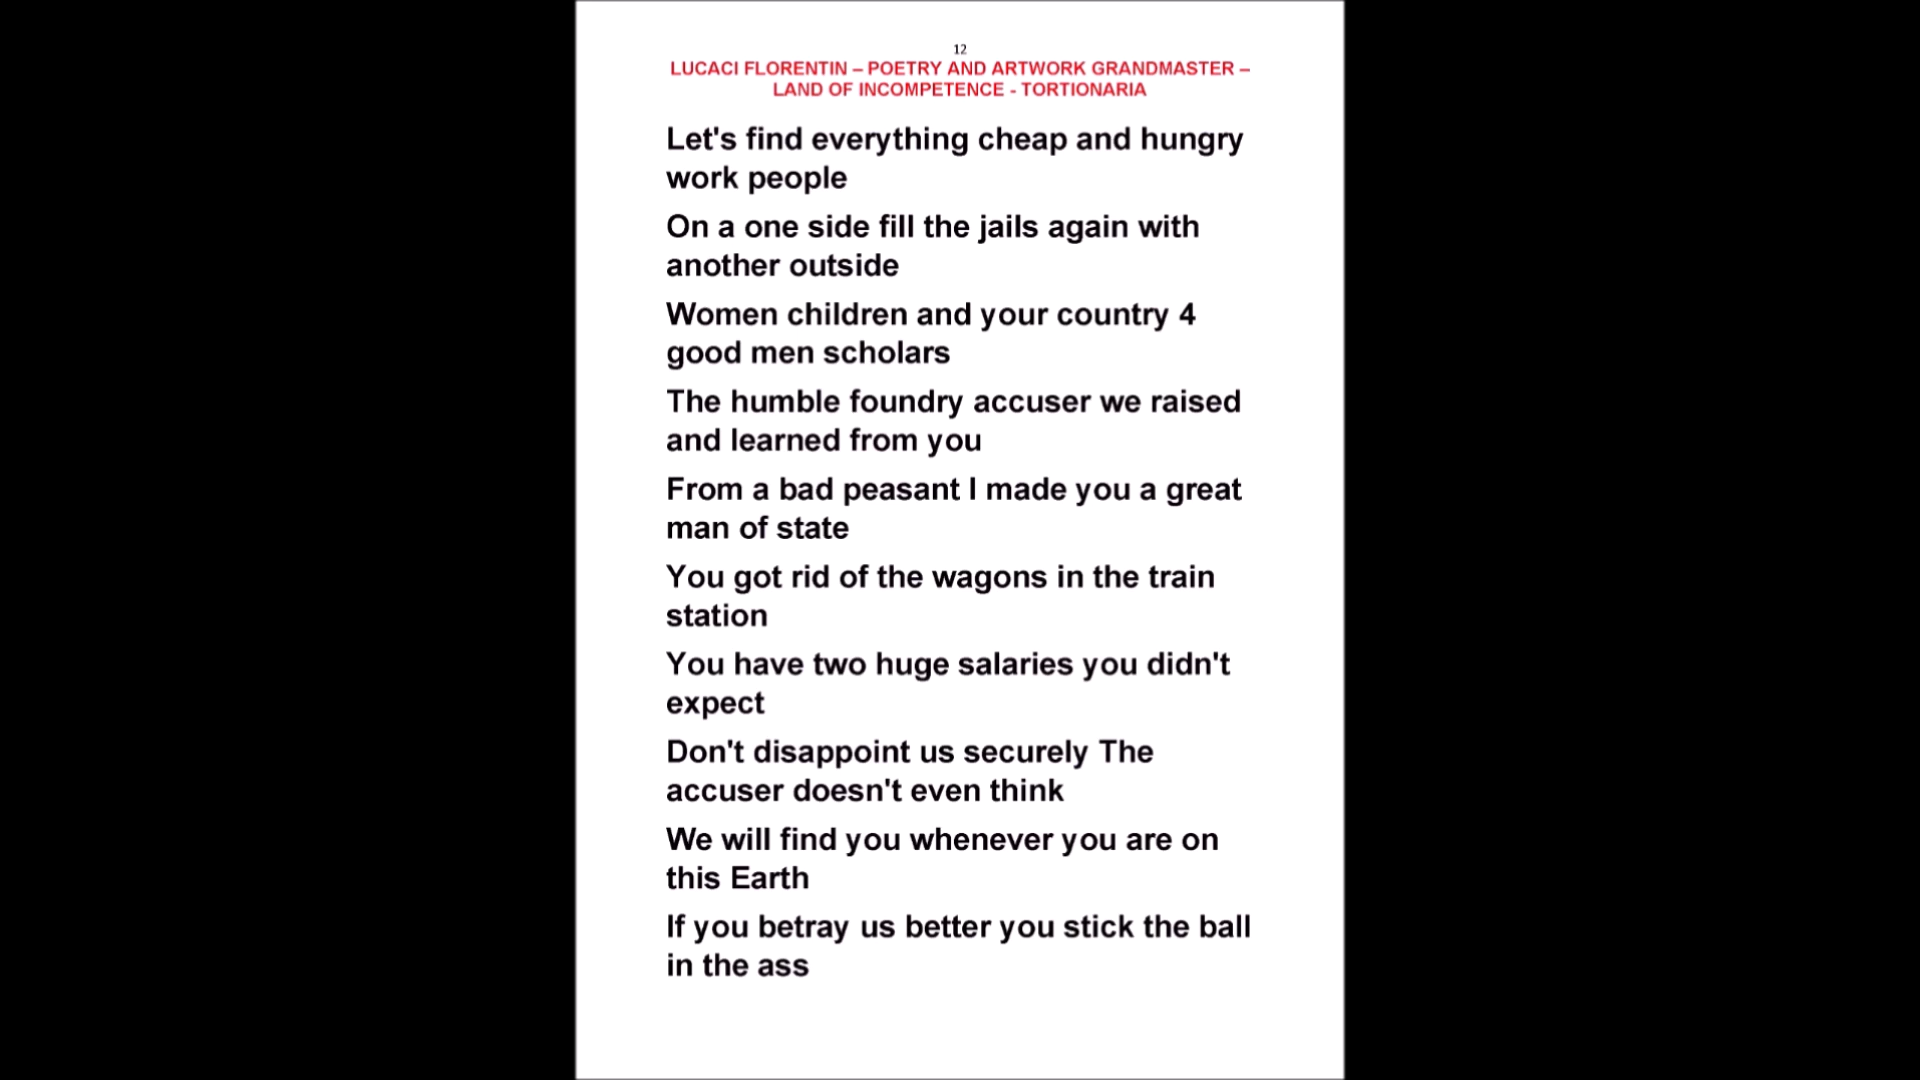 12
LUCACI FLORENTIN – POETRY AND ARTWORK GRANDMASTER –
LAND OF INCOMPETENCE - TORTIONARIA
Let's find everything cheap and hungry
work people
On a one side fill the jails again with
another outside
Women children and your country 4
good men scholars
The humble foundry accuser we raised
and learned from you
From a bad peasant I made you a great
man of state
You got rid of the wagons in the train
station
You have two huge salaries you didn't
expect
Don't disappoint us securely The
accuser doesn't even think
We will find you whenever you are on
this Earth
If you betray us better you stick the ball
in the ass